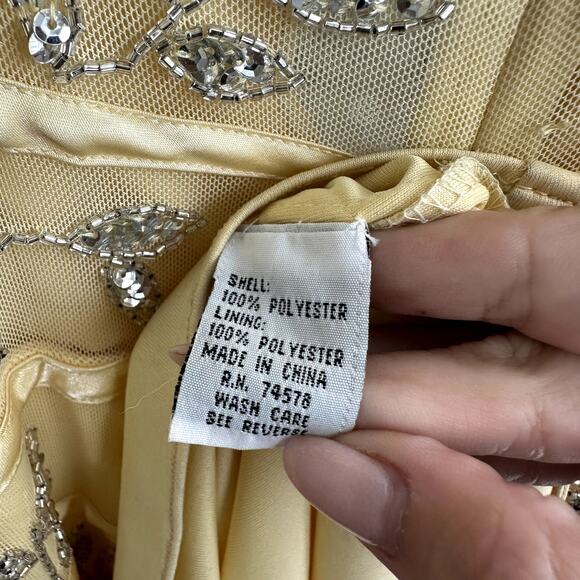 SHELL:
100% POLYESTER
LINING:
100% POLYESTER
MADE IN CHINA
R.N. 74578
WASH CARE
SEE REVERSE